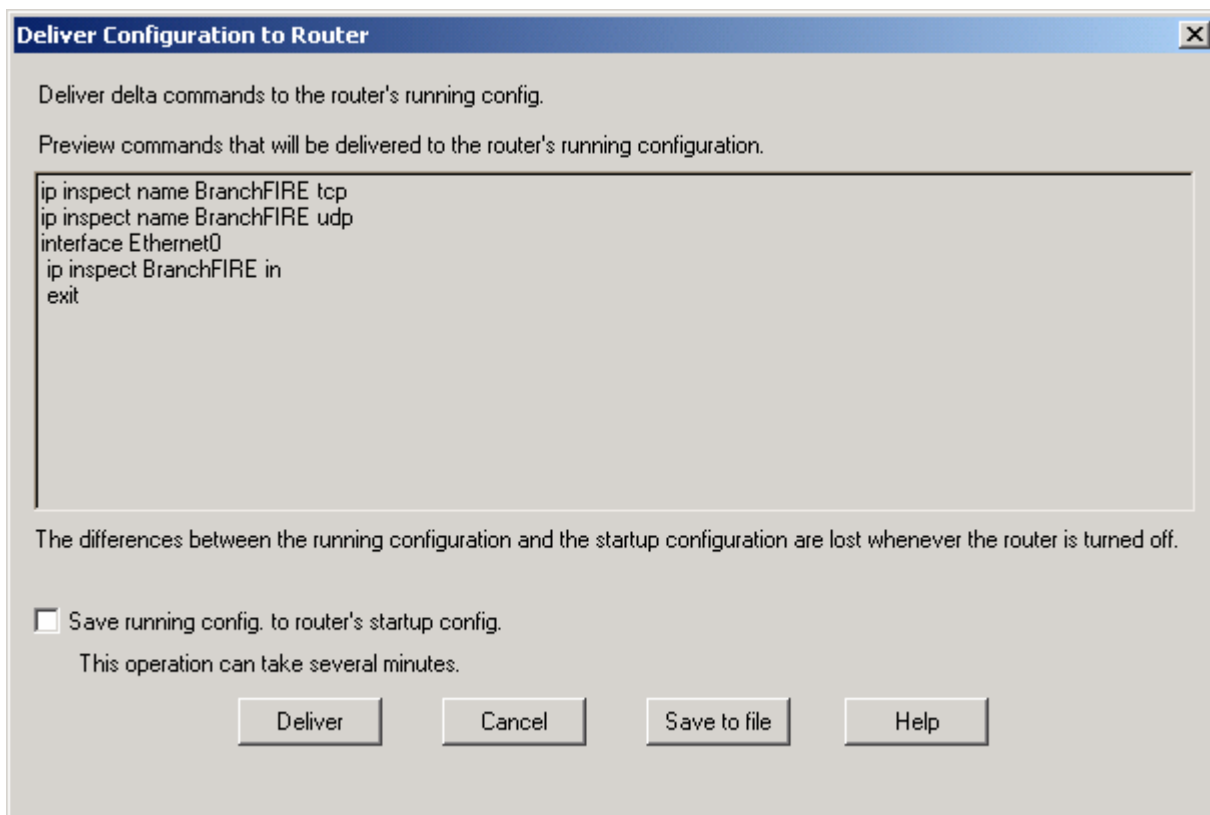 Deliver Configuration to Router
Deliver delta commands to the router's running config.
Preview commands that will be delivered to the router's running configuration.
ip inspect name BranchFIRE tcp
ip inspect name BranchFIRE udp
interface Ethernet0
ip inspect BranchFIRE in
exit
The differences between the running configuration and the startup configuration are lost whenever the router is turned off.
Save running config. to router's startup config.
This operation can take several minutes.
Deliver Cancel Save to file Help